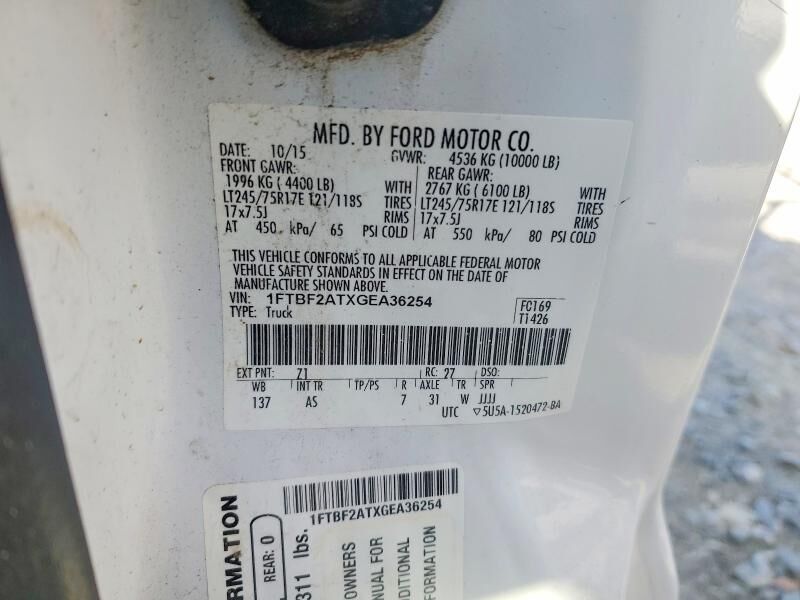 MFD. BY FORD MOTOR CO.
DATE: 10/15 GVWR: 4536 KG (10000 LB)
FRONT GAWR: REAR GAWR:
1996 KG ( 4400 LB) WITH 2767 KG ( 6100 LB) WITH
LT245/75R17E 121/118S TIRES LT245/75R17E 121/118S TIRES
17x7.5J RIMS 17x7.5J RIMS
AT 450 kPa/ 65 PSI COLD AT 550 kPa/ 80 PSI COLD
THIS VEHICLE CONFORMS TO ALL APPLICABLE FEDERAL MOTOR
VEHICLE SAFETY STANDARDS IN EFFECT ON THE DATE OF
MANUFACTURE SHOWN ABOVE.
VIN: 1FTBF2ATXGEA36254 FC169
TYPE: Truck T1426
EXT PNT: Z1 RC: 27 DSO:
WB INT TR TP/PS R AXLE TR SPR
137 AS 7 31 W JJJJ
UTC ▽5U5A-1520472-BA
1FTBF2ATXGEA36254
RMATION
REAR: 0
311 lbs.
OWNERS
NUAL FOR
DITIONAL
FORMATION